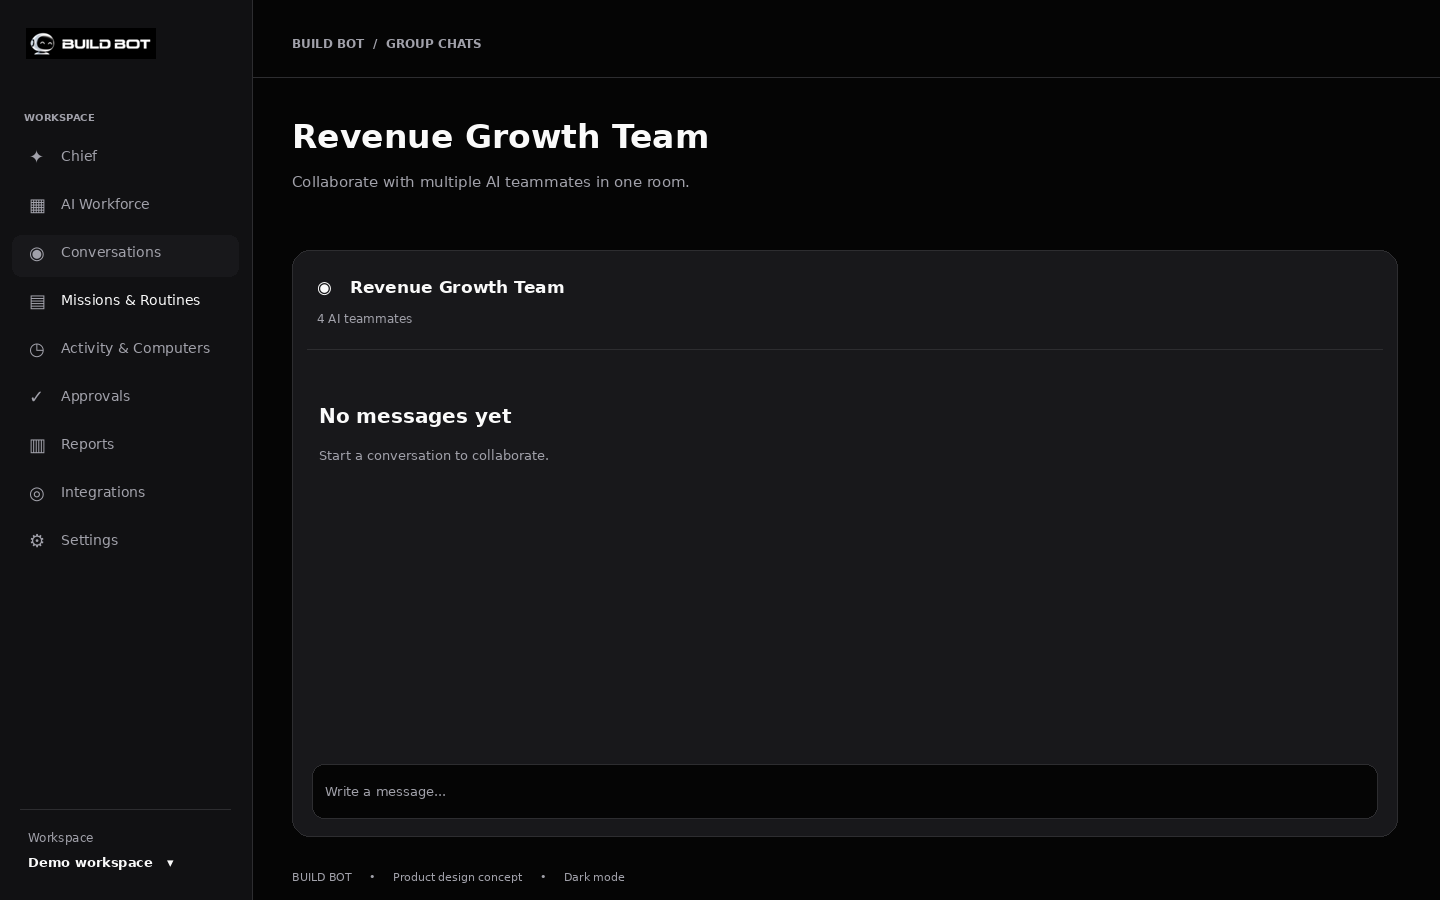 BUILD BOT
WORKSPACE
Chief
AI Workforce
Conversations
Missions & Routines
Activity & Computers
Approvals
Reports
Integrations
Settings
Workspace
Demo workspace
BUILD BOT / GROUP CHATS
Revenue Growth Team
Collaborate with multiple AI teammates in one room.
Revenue Growth Team
4 AI teammates
No messages yet
Start a conversation to collaborate.
Write a message...
BUILD BOT • Product design concept • Dark mode